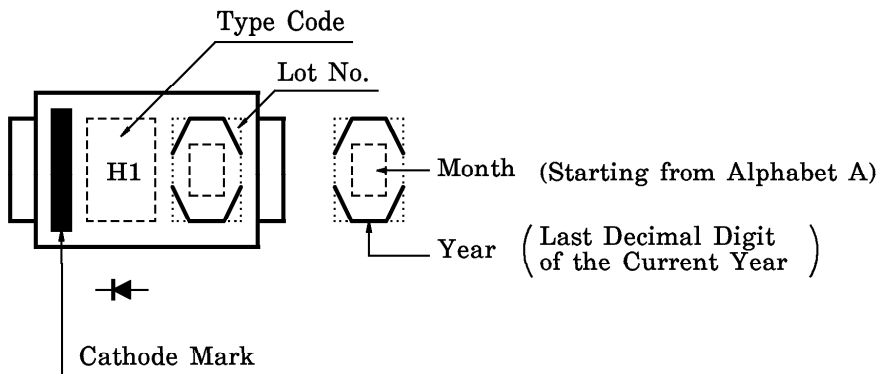 Type Code
Lot No.
H1
Month (Starting from Alphabet A)
Year (Last Decimal Digit
of the Current Year)
Cathode Mark